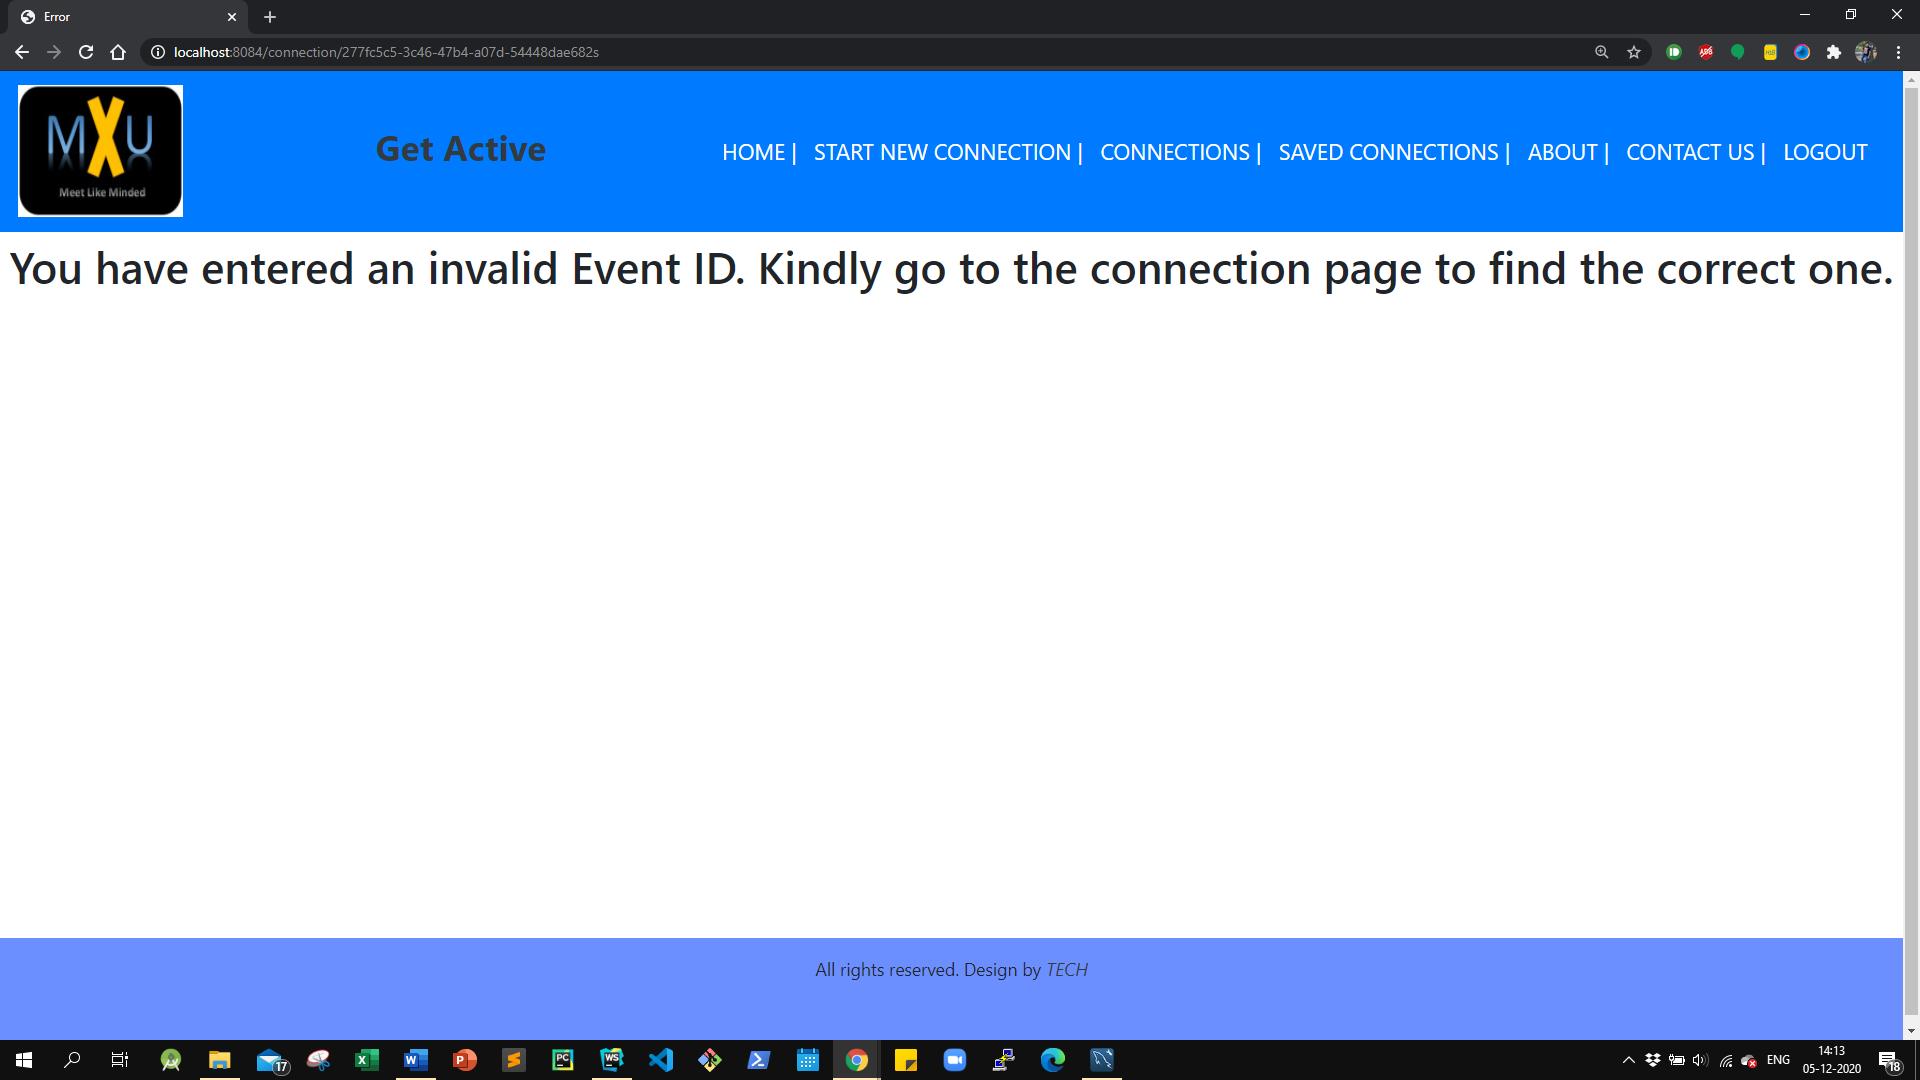 Error
localhost:8084/connection/277fc5c5-3c46-47b4-a07d-54448dae682s
MXU
Meet Like Minded
Get Active
HOME | START NEW CONNECTION | CONNECTIONS | SAVED CONNECTIONS | ABOUT | CONTACT US | LOGOUT
You have entered an invalid Event ID. Kindly go to the connection page to find the correct one.
All rights reserved. Design by TECH
17
ENG
14:13
05-12-2020
18